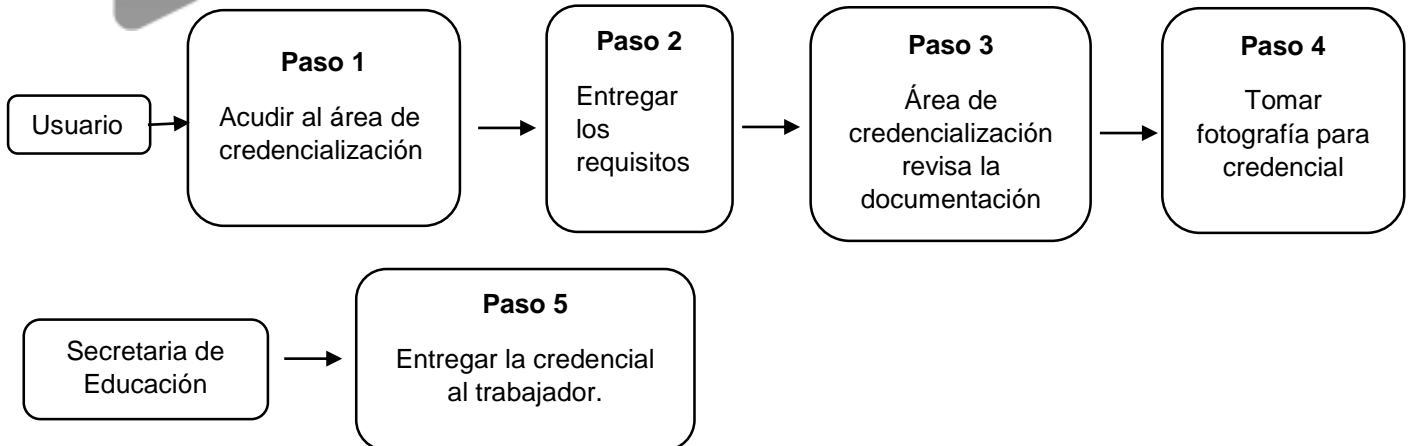 Usuario
Paso 1
Acudir al área de
credencialización
Paso 2
Entregar
los
requisitos
Paso 3
Área de
credencialización
revisa la
documentación
Paso 4
Tomar
fotografía para
credencial
Secretaria de
Educación
Paso 5
Entregar la credencial
al trabajador.